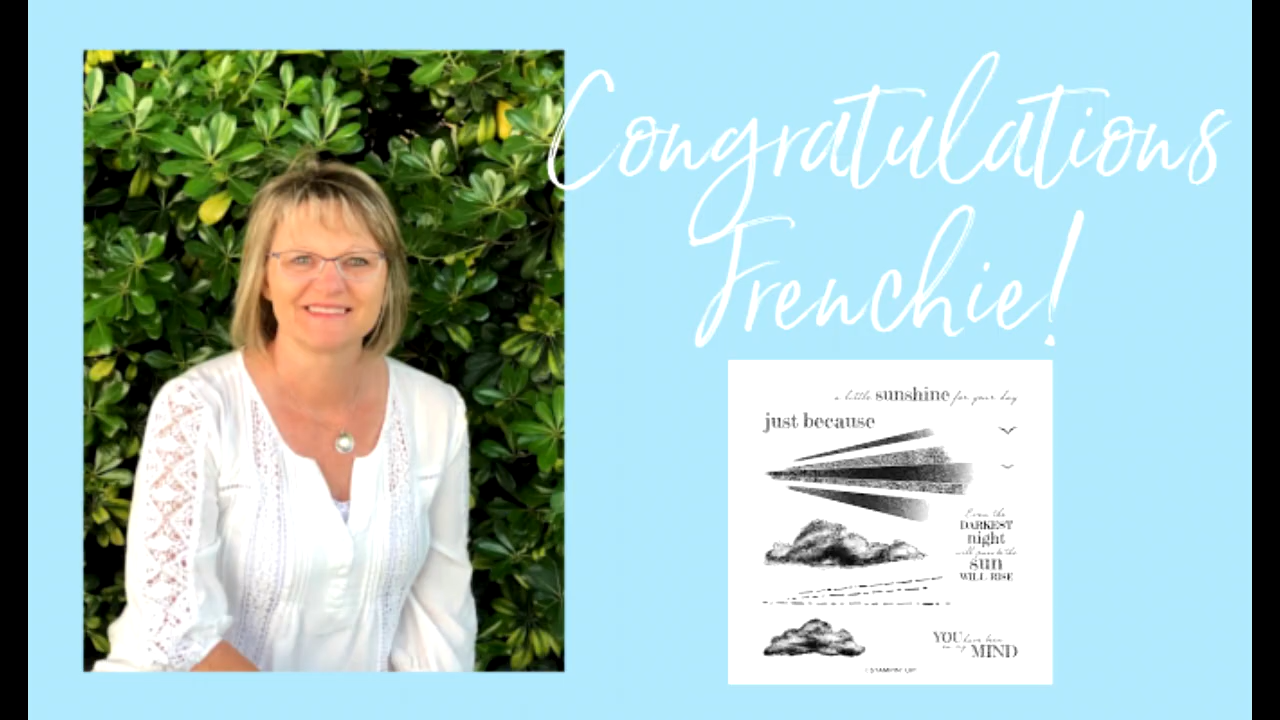 Congratulations
Frenchie!
a little sunshine for your day
just because
Even the
DARKEST
night
will pass & the
sun
WILL RISE
YOU have been
on my MIND
STAMPIN' UP!